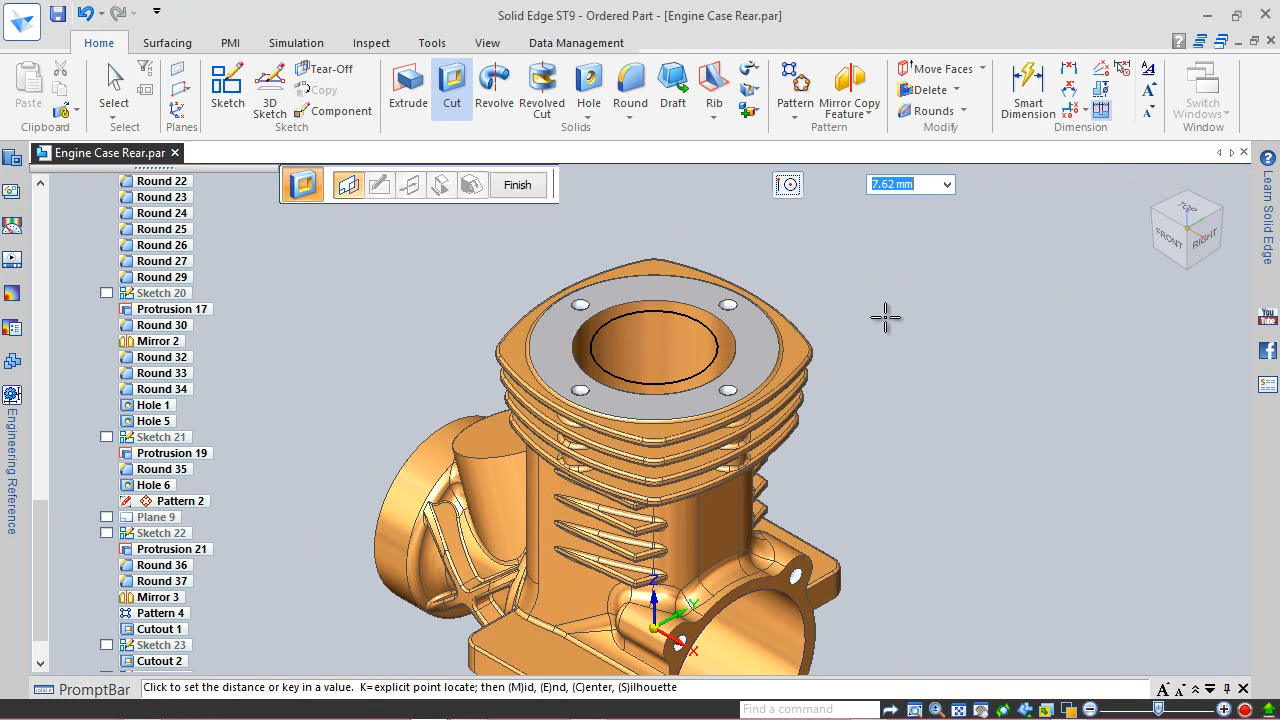 Solid Edge ST9 - Ordered Part - [Engine Case Rear.par]
Home Surfacing PMI Simulation Inspect Tools View Data Management
Paste
Clipboard
Select
Select
Planes
Sketch
3D Sketch
Tear-Off
Copy
Component
Sketch
Extrude
Cut
Revolve
Revolved Cut
Hole
Round
Draft
Rib
Solids
Pattern
Mirror Copy Feature
Pattern
Move Faces
Delete
Rounds
Modify
Smart Dimension
Dimension
Switch Windows
Window
Engine Case Rear.par
Finish
7.62 mm
Round 22
Round 23
Round 24
Round 25
Round 26
Round 27
Round 29
Sketch 20
Protrusion 17
Round 30
Mirror 2
Round 32
Round 33
Round 34
Hole 1
Hole 5
Sketch 21
Protrusion 19
Round 35
Hole 6
Pattern 2
Plane 9
Sketch 22
Protrusion 21
Round 36
Round 37
Mirror 3
Pattern 4
Cutout 1
Sketch 23
Cutout 2
Engineering Reference
TOP
FRONT
RIGHT
Z
Y
X
Learn Solid Edge
You
Tube
PromptBar
Click to set the distance or key in a value. K=explicit point locate; then (M)id, (E)nd, (C)enter, (S)ilhouette
Find a command